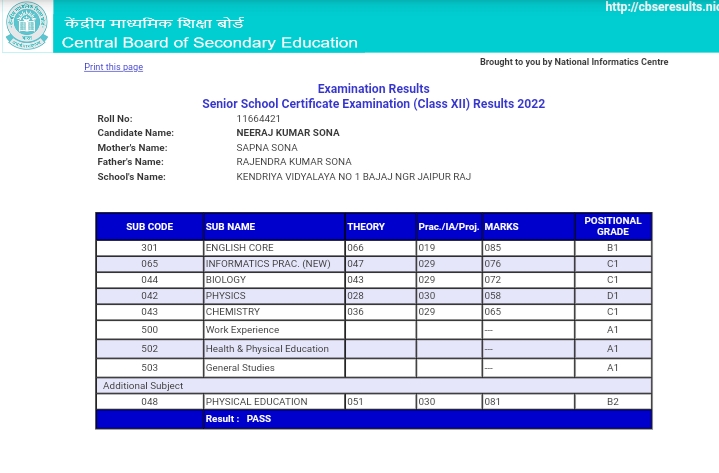 http://cbseresults.nic
केंद्रीय माध्यमिक शिक्षा बोर्ड
Central Board of Secondary Education
Print this page
Brought to you by National Informatics Centre
Examination Results
Senior School Certificate Examination (Class XII) Results 2022
Roll No: 11664421
Candidate Name: NEERAJ KUMAR SONA
Mother's Name: SAPNA SONA
Father's Name: RAJENDRA KUMAR SONA
School's Name: KENDRIYA VIDYALAYA NO 1 BAJAJ NGR JAIPUR RAJ
SUB CODE SUB NAME THEORY Prac./IA/Proj. MARKS POSITIONAL GRADE
301 ENGLISH CORE 066 019 085 B1
065 INFORMATICS PRAC. (NEW) 047 029 076 C1
044 BIOLOGY 043 029 072 C1
042 PHYSICS 028 030 058 D1
043 CHEMISTRY 036 029 065 C1
500 Work Experience --- A1
502 Health & Physical Education --- A1
503 General Studies --- A1
Additional Subject
048 PHYSICAL EDUCATION 051 030 081 B2
Result : PASS